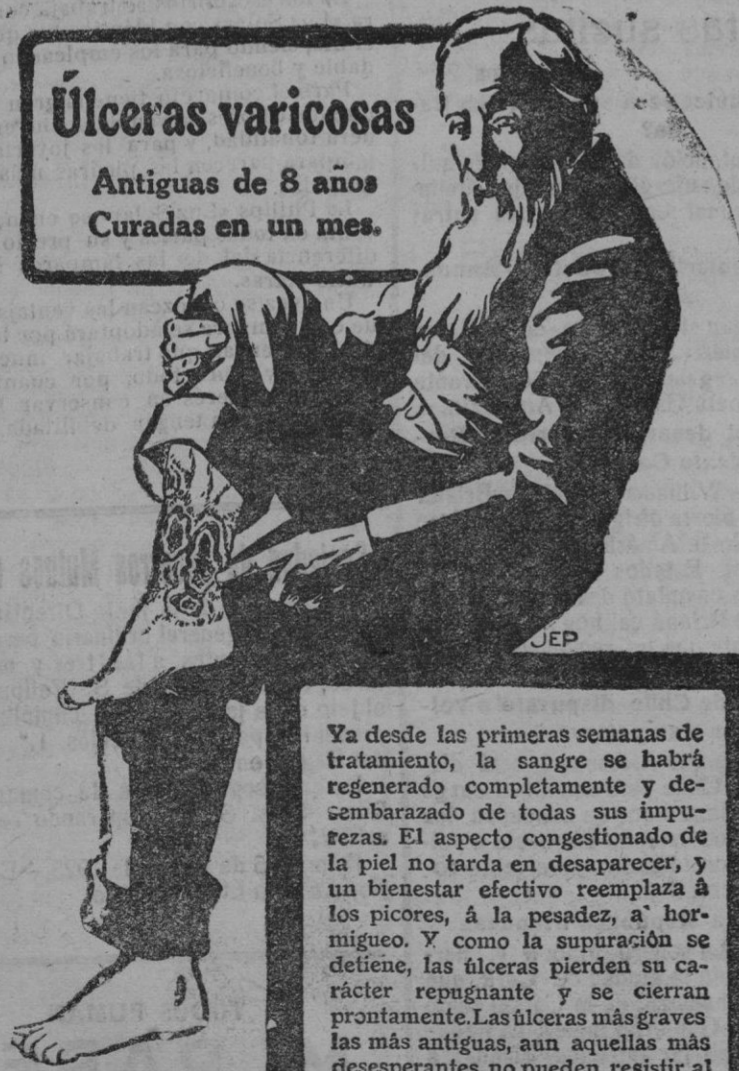 Úlceras varicosas
Antiguas de 8 años
Curadas en un mes.
JEP
Ya desde las primeras semanas de
tratamiento, la sangre se habrá
regenerado completamente y de-
sembarazado de todas sus impu-
rezas. El aspecto congestionado de
la piel no tarda en desaparecer, y
un bienestar efectivo reemplaza á
los picores, á la pesadez, a' hor-
migueo. Y como la supuración se
detiene, las úlceras pierden su ca-
rácter repugnante y se cierran
prontamente. Las úlceras más graves
las más antiguas, aun aquellas más
desesperantes no pueden resistir al